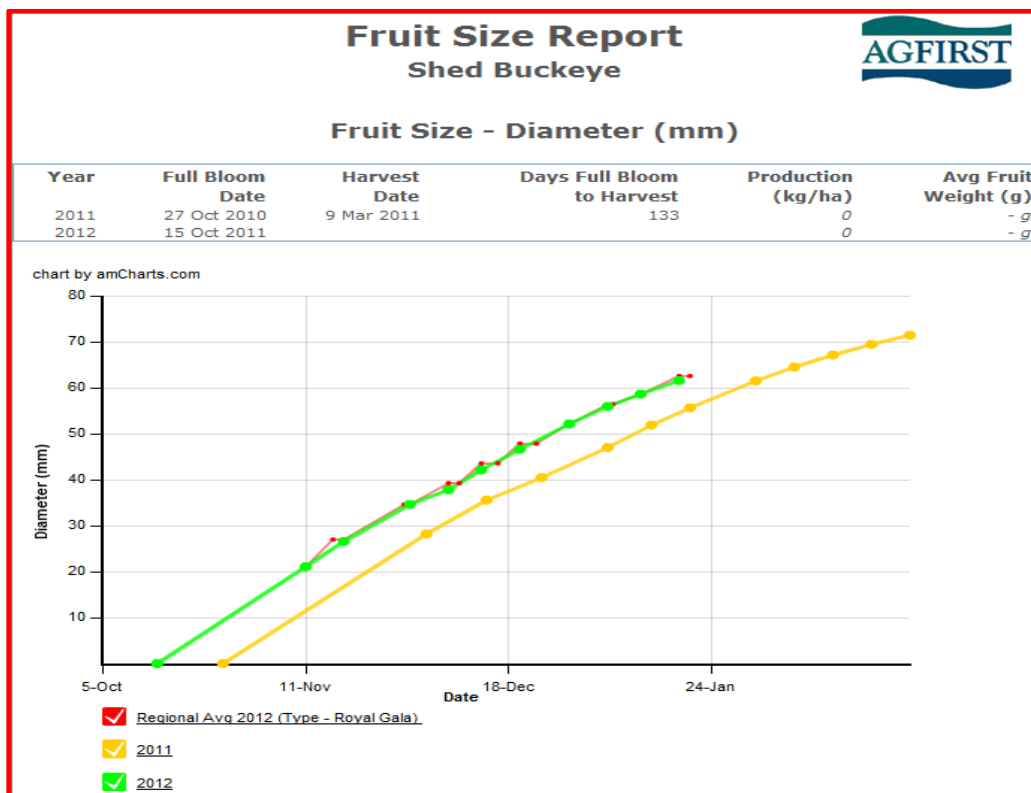 Fruit Size Report
Shed Buckeye
AGFIRST
Fruit Size - Diameter (mm)
Year Full Bloom Date Harvest Date Days Full Bloom to Harvest Production (kg/ha) Avg Fruit Weight (g)
2011 27 Oct 2010 9 Mar 2011 133 0 - g
2012 15 Oct 2011 0 - g
chart by amCharts.com
80
70
60
50
40
30
20
10
Diameter (mm)
5-Oct 11-Nov 18-Dec 24-Jan
Date
Regional Avg 2012 (Type - Royal Gala)
2011
2012